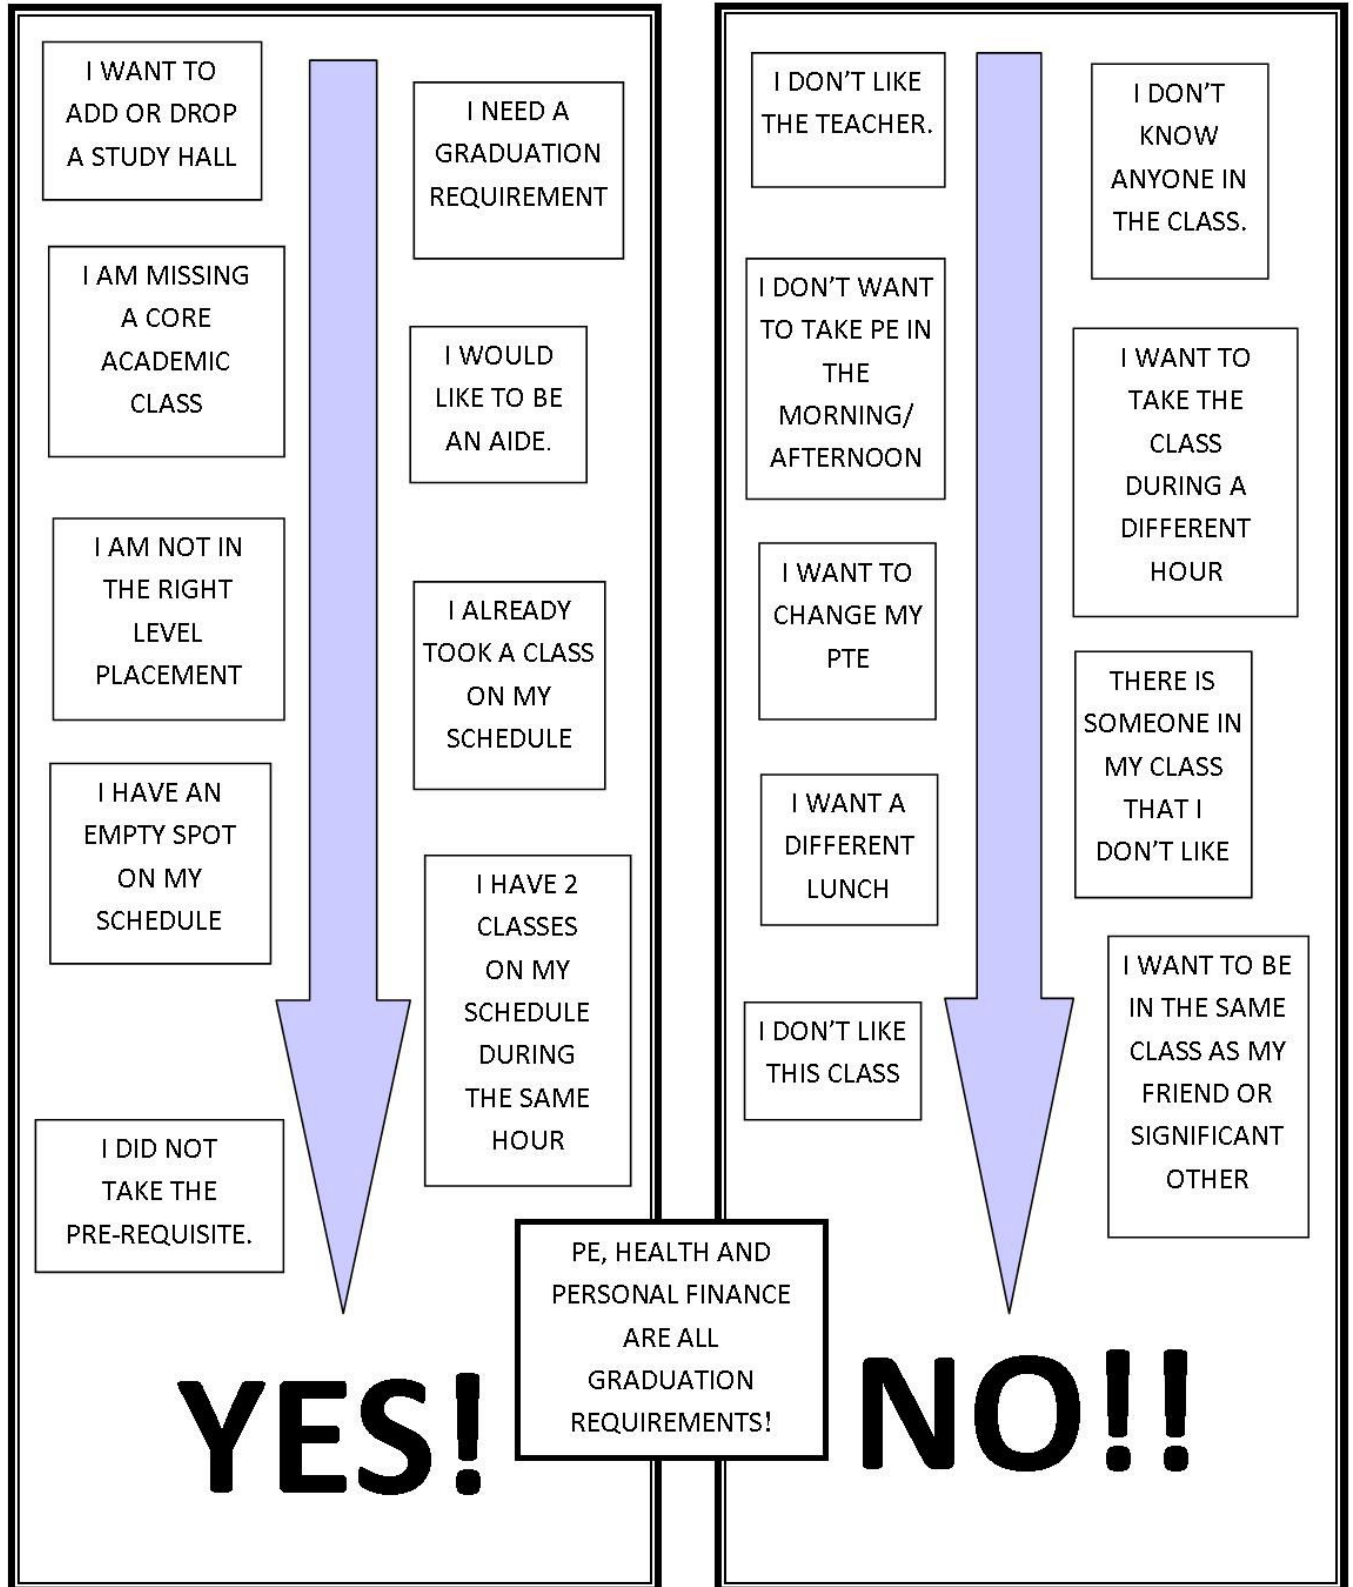 I WANT TO
ADD OR DROP
A STUDY HALL
I NEED A
GRADUATION
REQUIREMENT
I AM MISSING
A CORE
ACADEMIC
CLASS
I WOULD
LIKE TO BE
AN AIDE.
I AM NOT IN
THE RIGHT
LEVEL
PLACEMENT
I ALREADY
TOOK A CLASS
ON MY
SCHEDULE
I HAVE AN
EMPTY SPOT
ON MY
SCHEDULE
I HAVE 2
CLASSES
ON MY
SCHEDULE
DURING
THE SAME
HOUR
I DID NOT
TAKE THE
PRE-REQUISITE.
YES!
PE, HEALTH AND
PERSONAL FINANCE
ARE ALL
GRADUATION
REQUIREMENTS!
I DON'T LIKE
THE TEACHER.
I DON'T
KNOW
ANYONE IN
THE CLASS.
I DON'T WANT
TO TAKE PE IN
THE
MORNING/
AFTERNOON
I WANT TO
TAKE THE
CLASS
DURING A
DIFFERENT
HOUR
I WANT TO
CHANGE MY
PTE
THERE IS
SOMEONE IN
MY CLASS
THAT I
DON'T LIKE
I WANT A
DIFFERENT
LUNCH
I WANT TO BE
IN THE SAME
CLASS AS MY
FRIEND OR
SIGNIFICANT
OTHER
I DON'T LIKE
THIS CLASS
NO!!